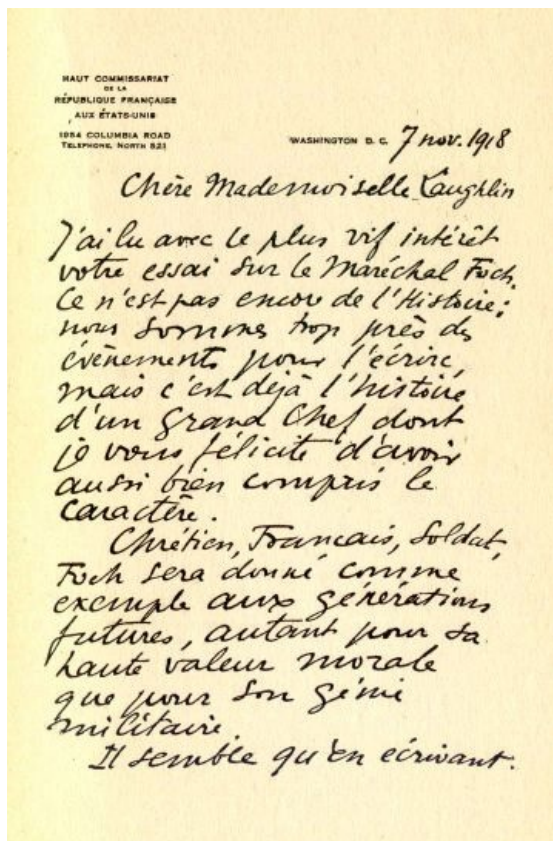 HAUT COMMISSARIAT
DE LA
RÉPUBLIQUE FRANÇAISE
AUX ÉTATS-UNIS
1954 COLUMBIA ROAD
TELEPHONE, NORTH 521
WASHINGTON D. C. 7 nov. 1918
Chère Mademoiselle Laughlin
J'ai lu avec le plus vif intérêt
votre essai sur le Maréchal Foch.
Ce n'est pas encore de l'Histoire;
nous sommes trop près des
évènements pour l'écrire,
mais c'est déjà l'histoire
d'un Grand Chef dont
je vous félicite d'avoir
aussi bien compris le
caractère.
Chrétien, Francais, Soldat,
Foch sera donné comme
exemple aux générations
futures, autant pour sa
haute valeur morale
que pour son génie
militaire.
Il semble qu'en ecrivant.